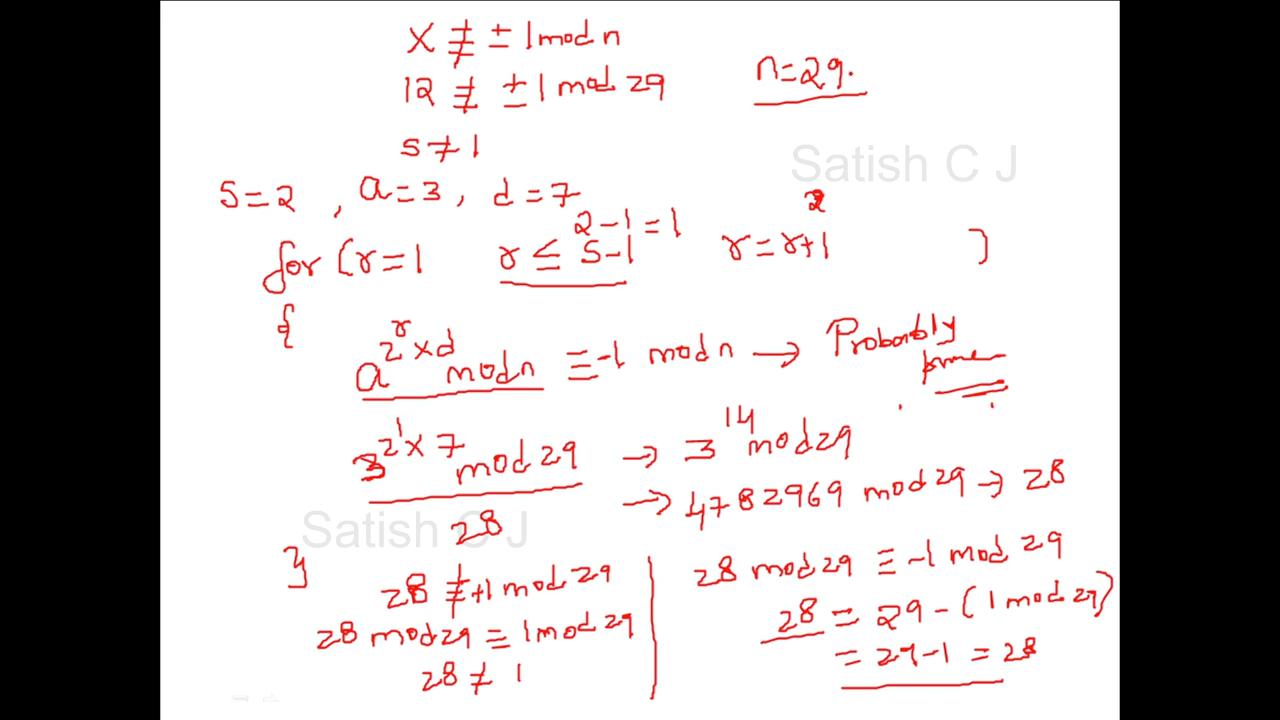 x ≢ ± 1 mod n
12 ≢ ± 1 mod 29
n = 29.
s ≠ 1
Satish C J
s = 2 , a = 3 , d = 7
2 - 1 = 1
2
for (r = 1 r ≤ s-1 r = r+1 )
{
a^(2^r × d) mod n ≡ -1 mod n → Probably prime
3^(2^1 × 7) mod 29 → 3^14 mod 29
→ 4782969 mod 29 → 28
28
Satish C J
}
28 ≢ +1 mod 29
28 mod 29 ≡ 1 mod 29
28 ≠ 1
28 mod 29 ≡ -1 mod 29
28 = 29 - (1 mod 29)
= 29 - 1 = 28